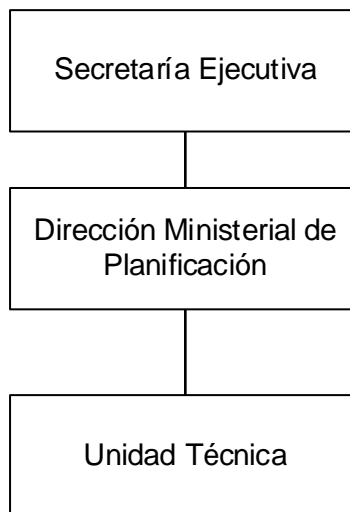 Secretaría Ejecutiva
Dirección Ministerial de
Planificación
Unidad Técnica